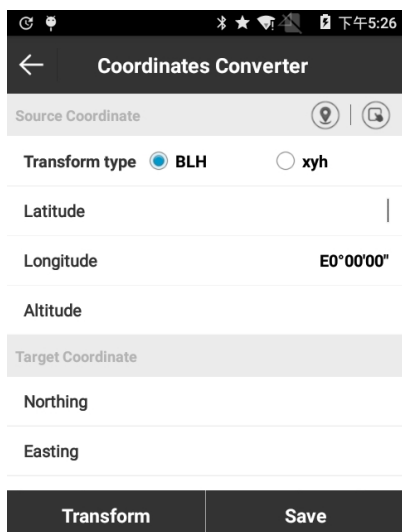 下午5:26
Coordinates Converter
Source Coordinate
Transform type BLH xyh
Latitude
Longitude E0°00'00"
Altitude
Target Coordinate
Northing
Easting
Transform Save